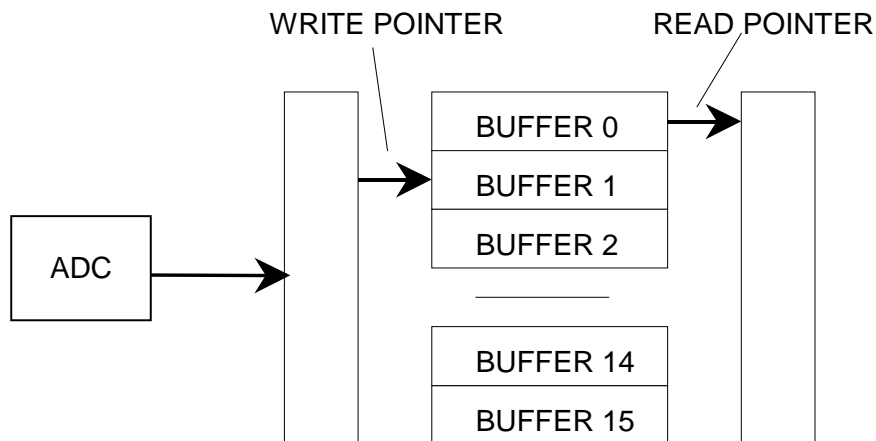 WRITE POINTER
READ POINTER
BUFFER 0
BUFFER 1
BUFFER 2
ADC
BUFFER 14
BUFFER 15